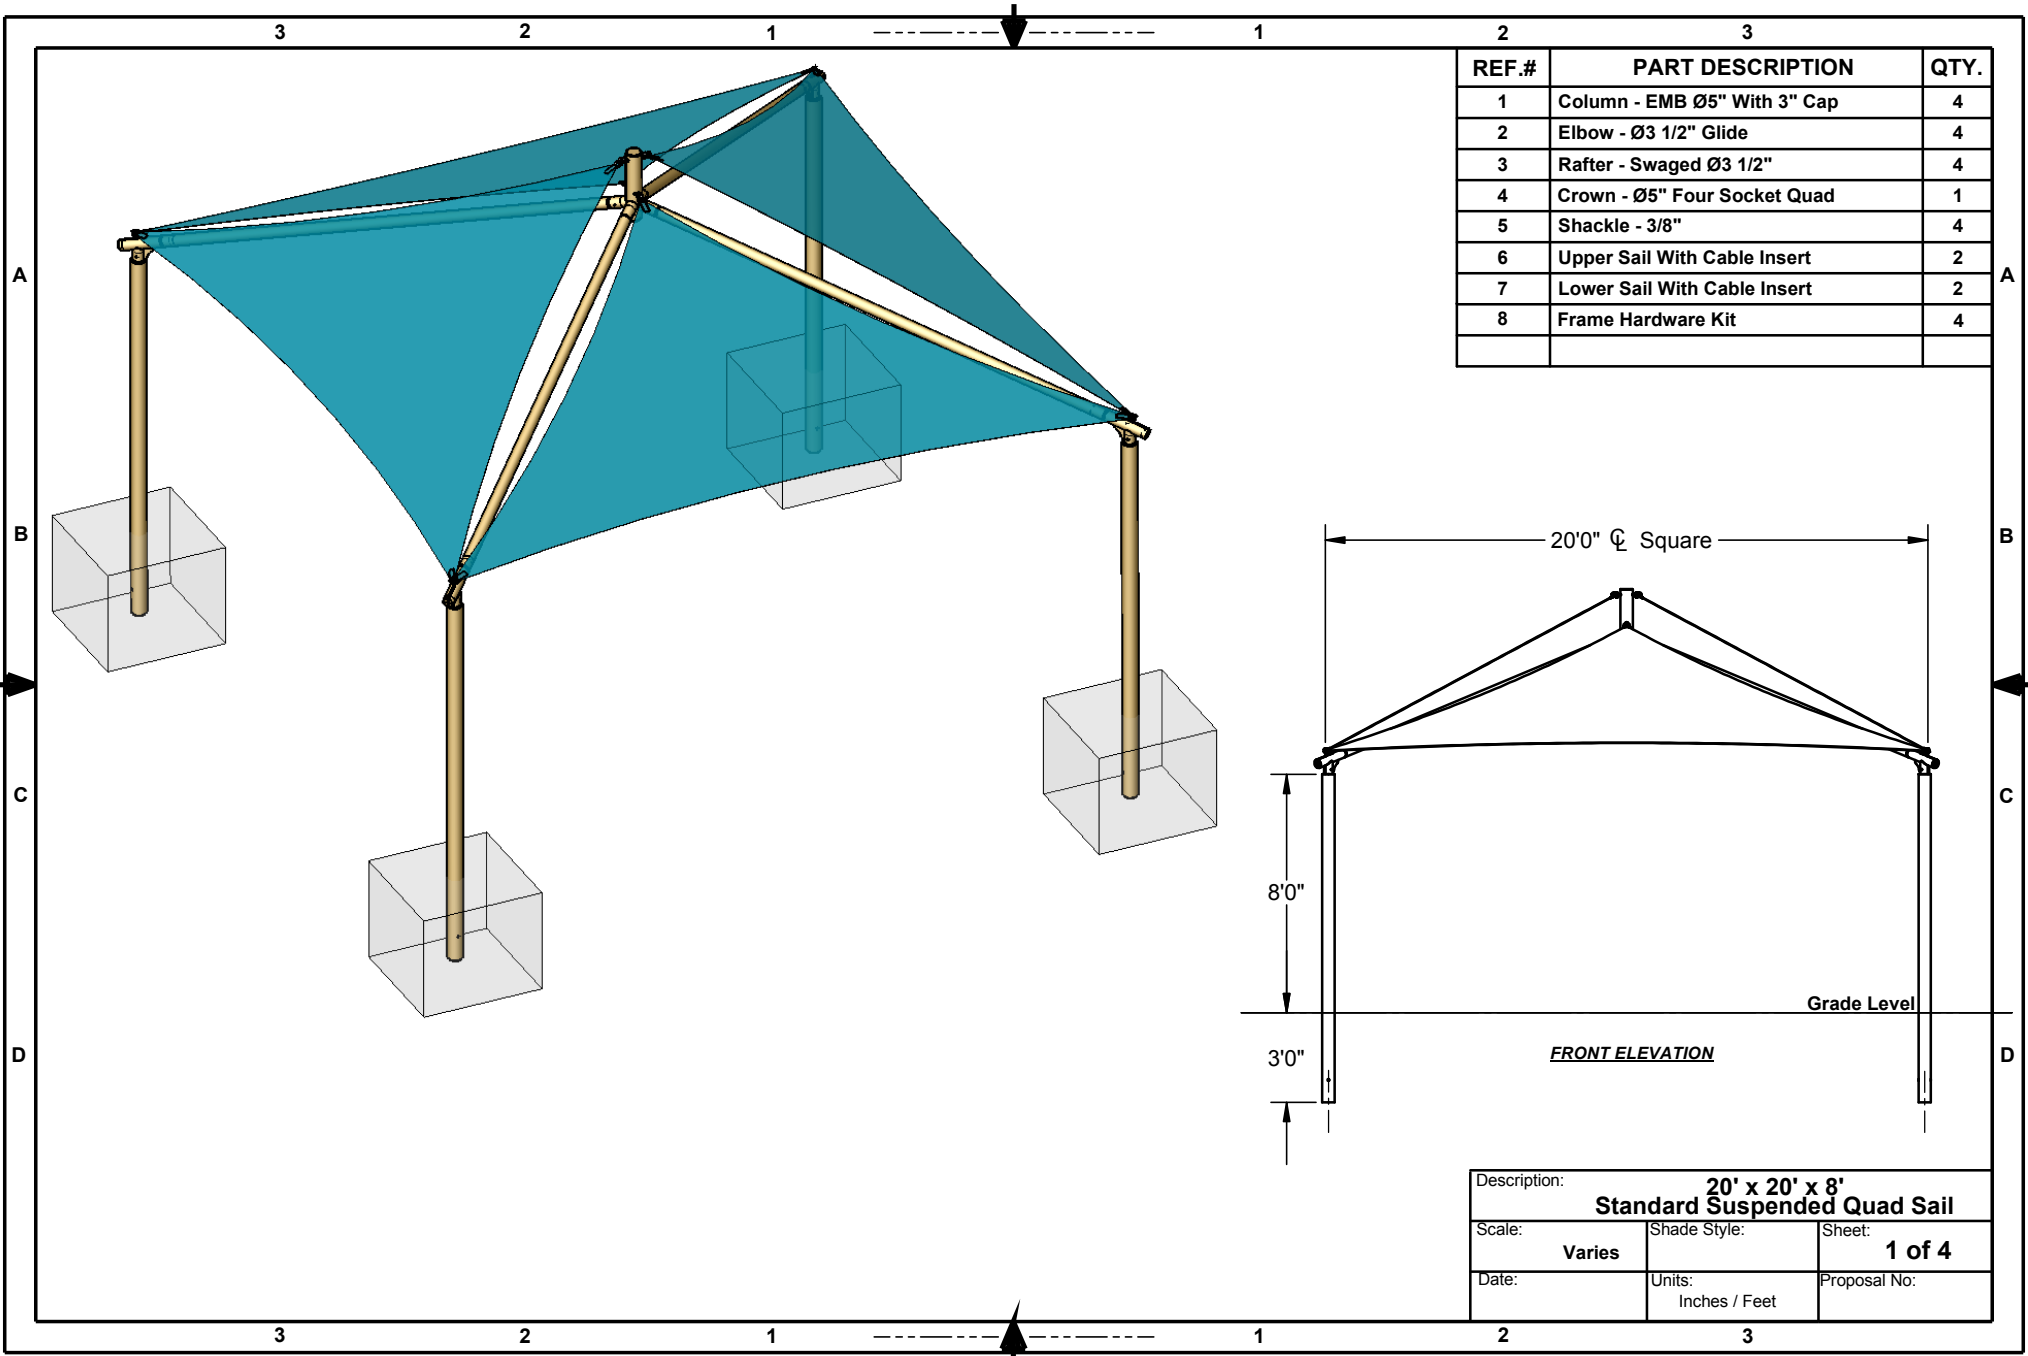 3 2 1 1 2 3
REF.# PART DESCRIPTION QTY.
1 Column - EMB Ø5" With 3" Cap 4
2 Elbow - Ø3 1/2" Glide 4
3 Rafter - Swaged Ø3 1/2" 4
4 Crown - Ø5" Four Socket Quad 1
5 Shackle - 3/8" 4
6 Upper Sail With Cable Insert 2
7 Lower Sail With Cable Insert 2
8 Frame Hardware Kit 4
A A
B B
20'0" ℄ Square
C C
8'0"
Grade Level
D D
3'0"
FRONT ELEVATION
Description: 20' x 20' x 8'
Standard Suspended Quad Sail
Scale: Shade Style: Sheet:
Varies 1 of 4
Date: Units: Proposal No:
Inches / Feet
3 2 1 1 2 3